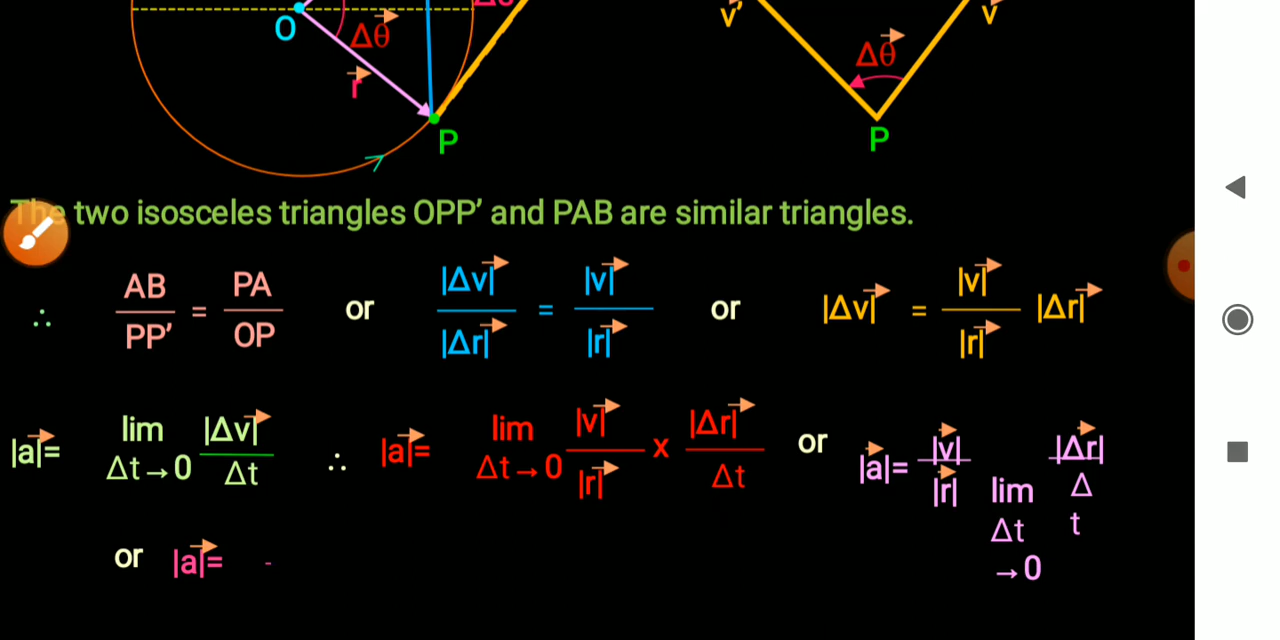 O Δθ⃗ v⃗' v⃗
r⃗ Δθ⃗
P P
The two isosceles triangles OPP' and PAB are similar triangles.
∴ AB/PP' = PA/OP or |Δv⃗|/|Δr⃗| = |v⃗|/|r⃗| or |Δv⃗| = |v⃗|/|r⃗| |Δr⃗|
|a⃗|= lim Δt→0 |Δv⃗|/Δt ∴ |a⃗|= lim Δt→0 |v⃗|/|r⃗| x |Δr⃗|/Δt or |a⃗|= |v⃗|/|r⃗| lim Δt→0 |Δr⃗|/Δt
or |a⃗|= -